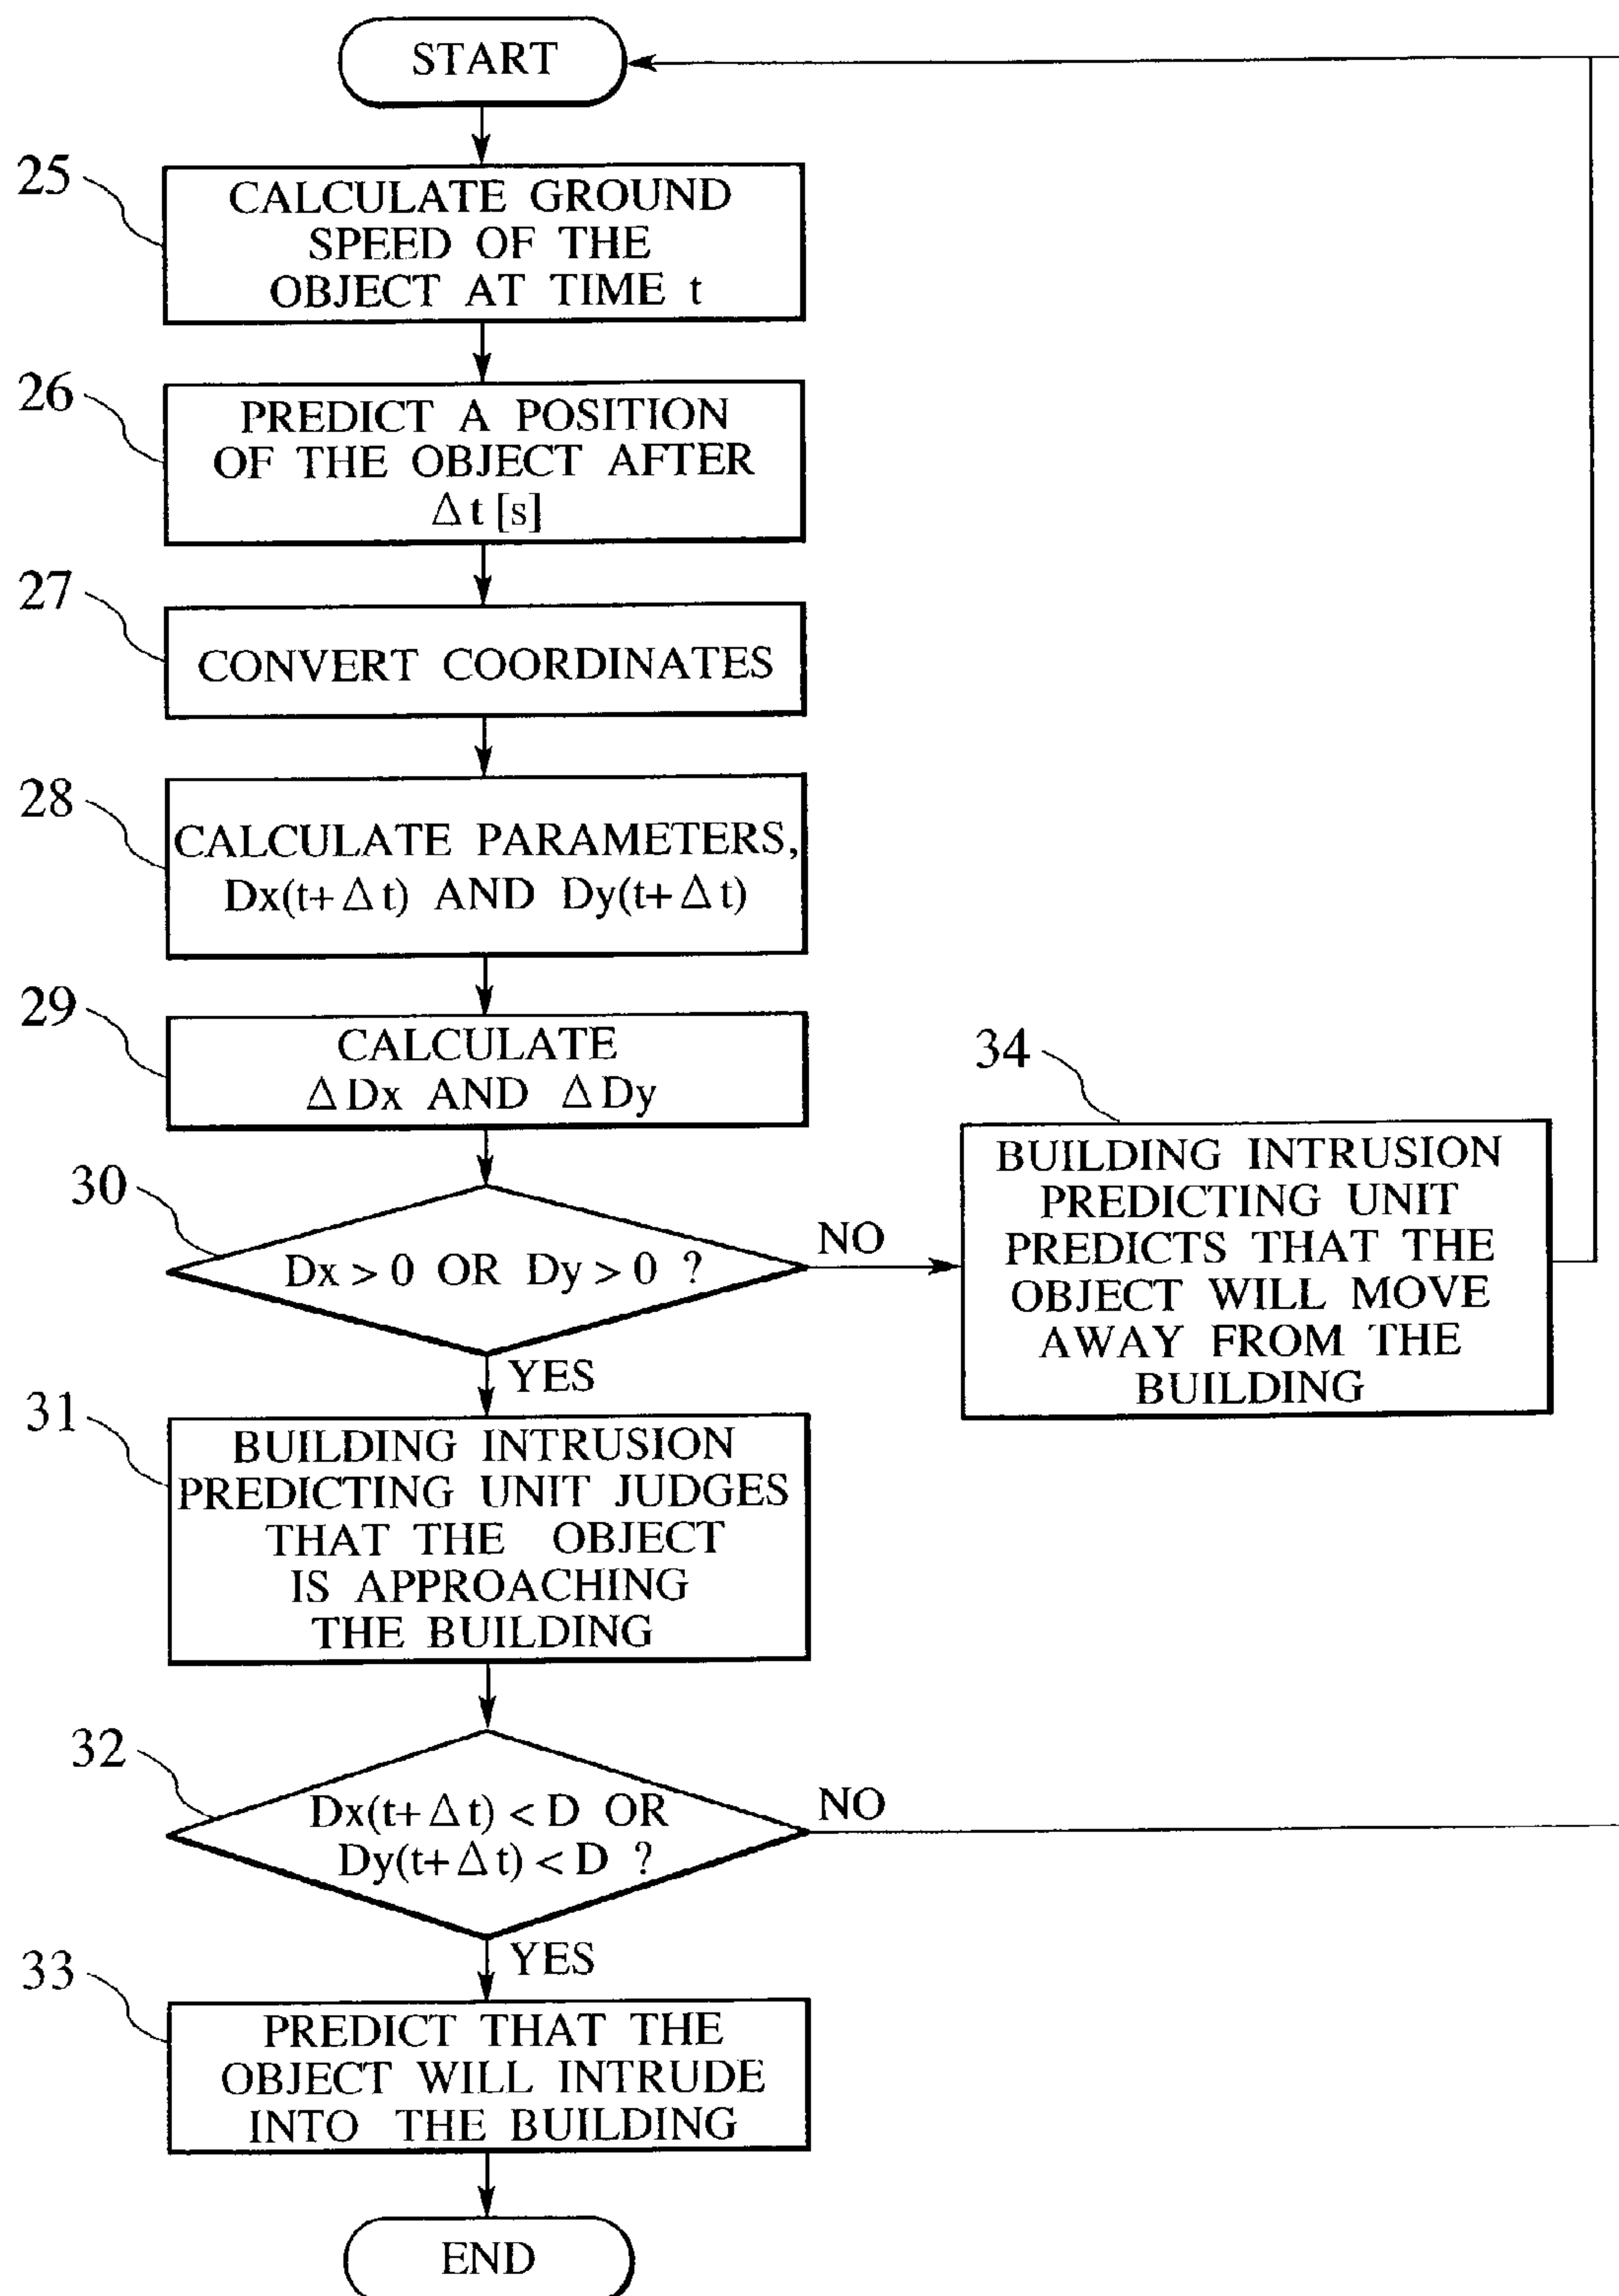 START
25
CALCULATE GROUND
SPEED OF THE
OBJECT AT TIME t
26
PREDICT A POSITION
OF THE OBJECT AFTER
Δt [s]
27
CONVERT COORDINATES
28
CALCULATE PARAMETERS,
Dx(t+Δt) AND Dy(t+Δt)
29
CALCULATE
ΔDx AND ΔDy
30
Dx > 0 OR Dy > 0 ?
NO
34
BUILDING INTRUSION
PREDICTING UNIT
PREDICTS THAT THE
OBJECT WILL MOVE
AWAY FROM THE
BUILDING
YES
31
BUILDING INTRUSION
PREDICTING UNIT JUDGES
THAT THE OBJECT
IS APPROACHING
THE BUILDING
32
Dx(t+Δt) < D OR
Dy(t+Δt) < D ?
NO
YES
33
PREDICT THAT THE
OBJECT WILL INTRUDE
INTO THE BUILDING
END